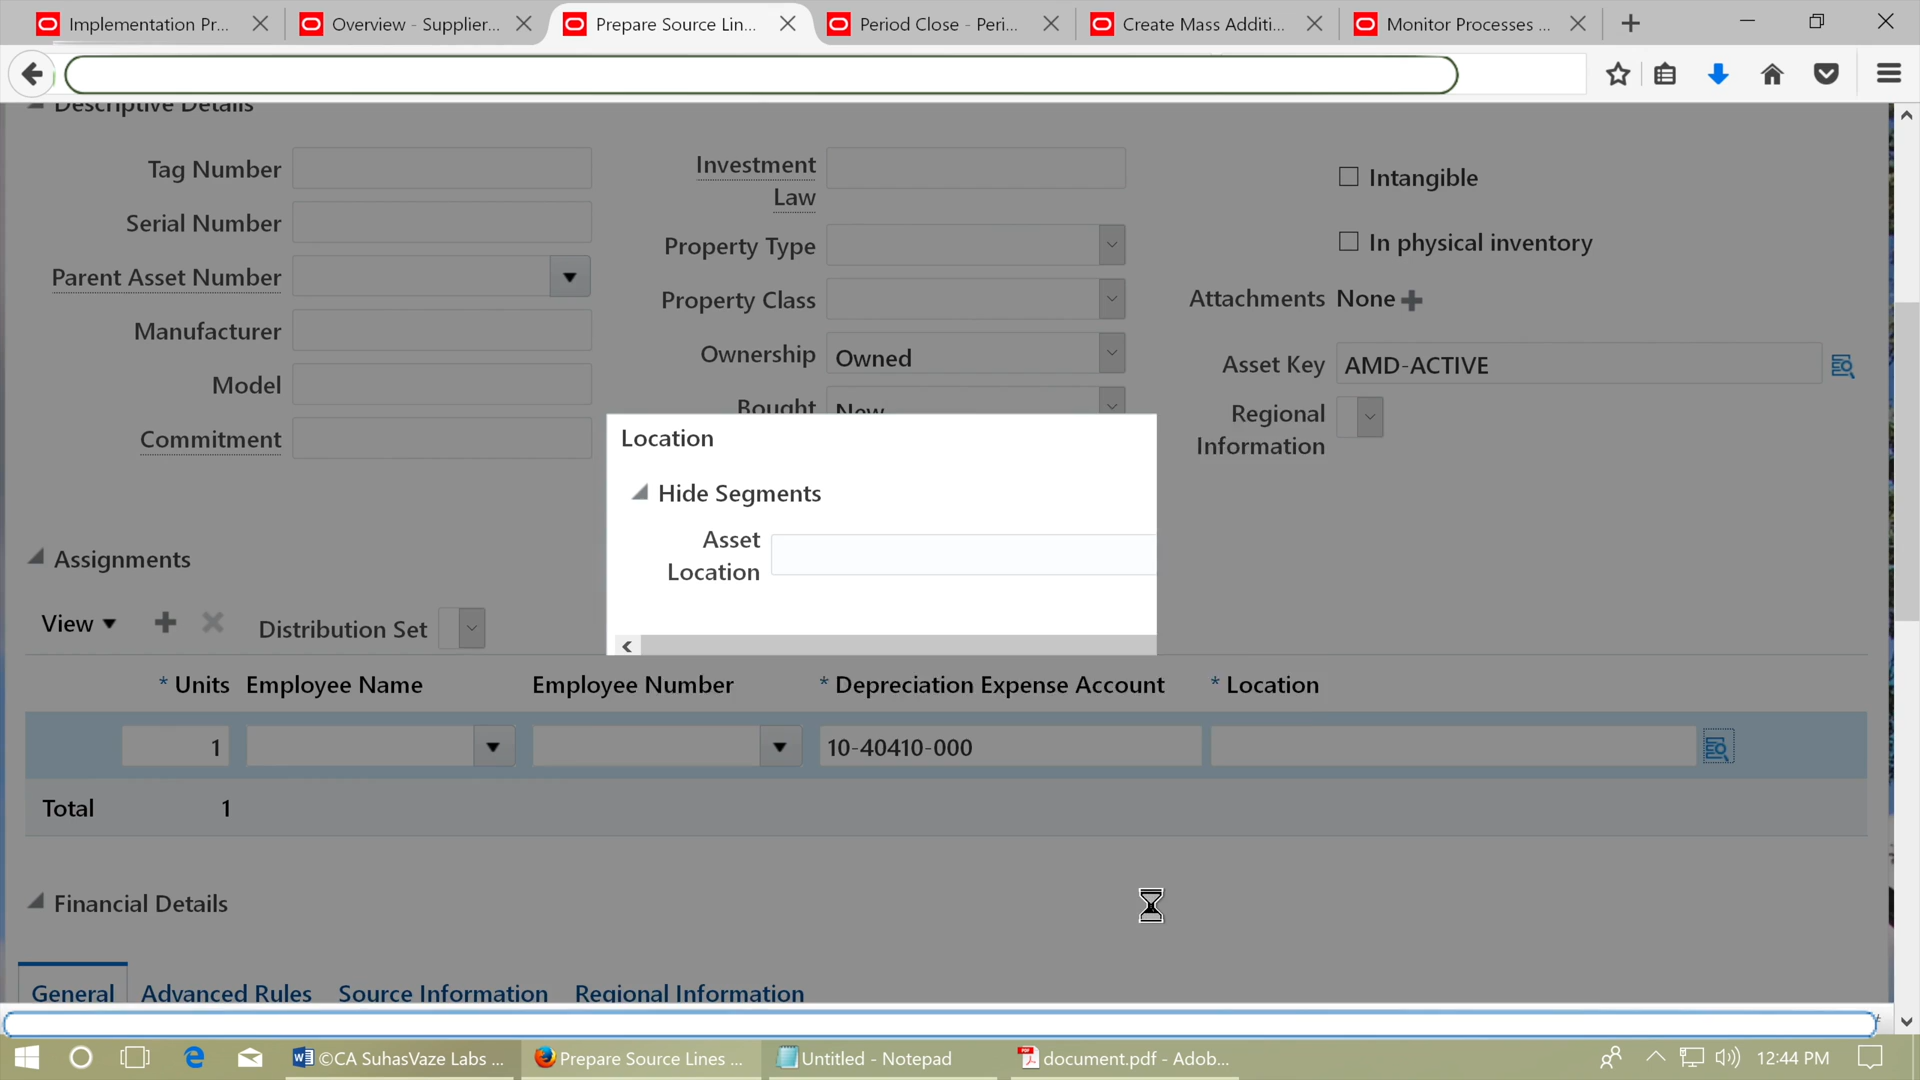 Implementation Pr...
Overview - Supplier...
Prepare Source Lin...
Period Close - Peri...
Create Mass Additi...
Monitor Processes ...
Descriptive Details
Tag Number
Serial Number
Parent Asset Number
Manufacturer
Model
Commitment
Investment
Law
Property Type
Property Class
Ownership Owned
Bought New
Intangible
In physical inventory
Attachments None
Asset Key AMD-ACTIVE
Regional
Information
Location
Hide Segments
Asset
Location
Assignments
View
Distribution Set
* Units Employee Name Employee Number * Depreciation Expense Account * Location
1 10-40410-000
Total 1
Financial Details
General Advanced Rules Source Information Regional Information
©CA SuhasVaze Labs ...
Prepare Source Lines ...
Untitled - Notepad
document.pdf - Adob...
12:44 PM